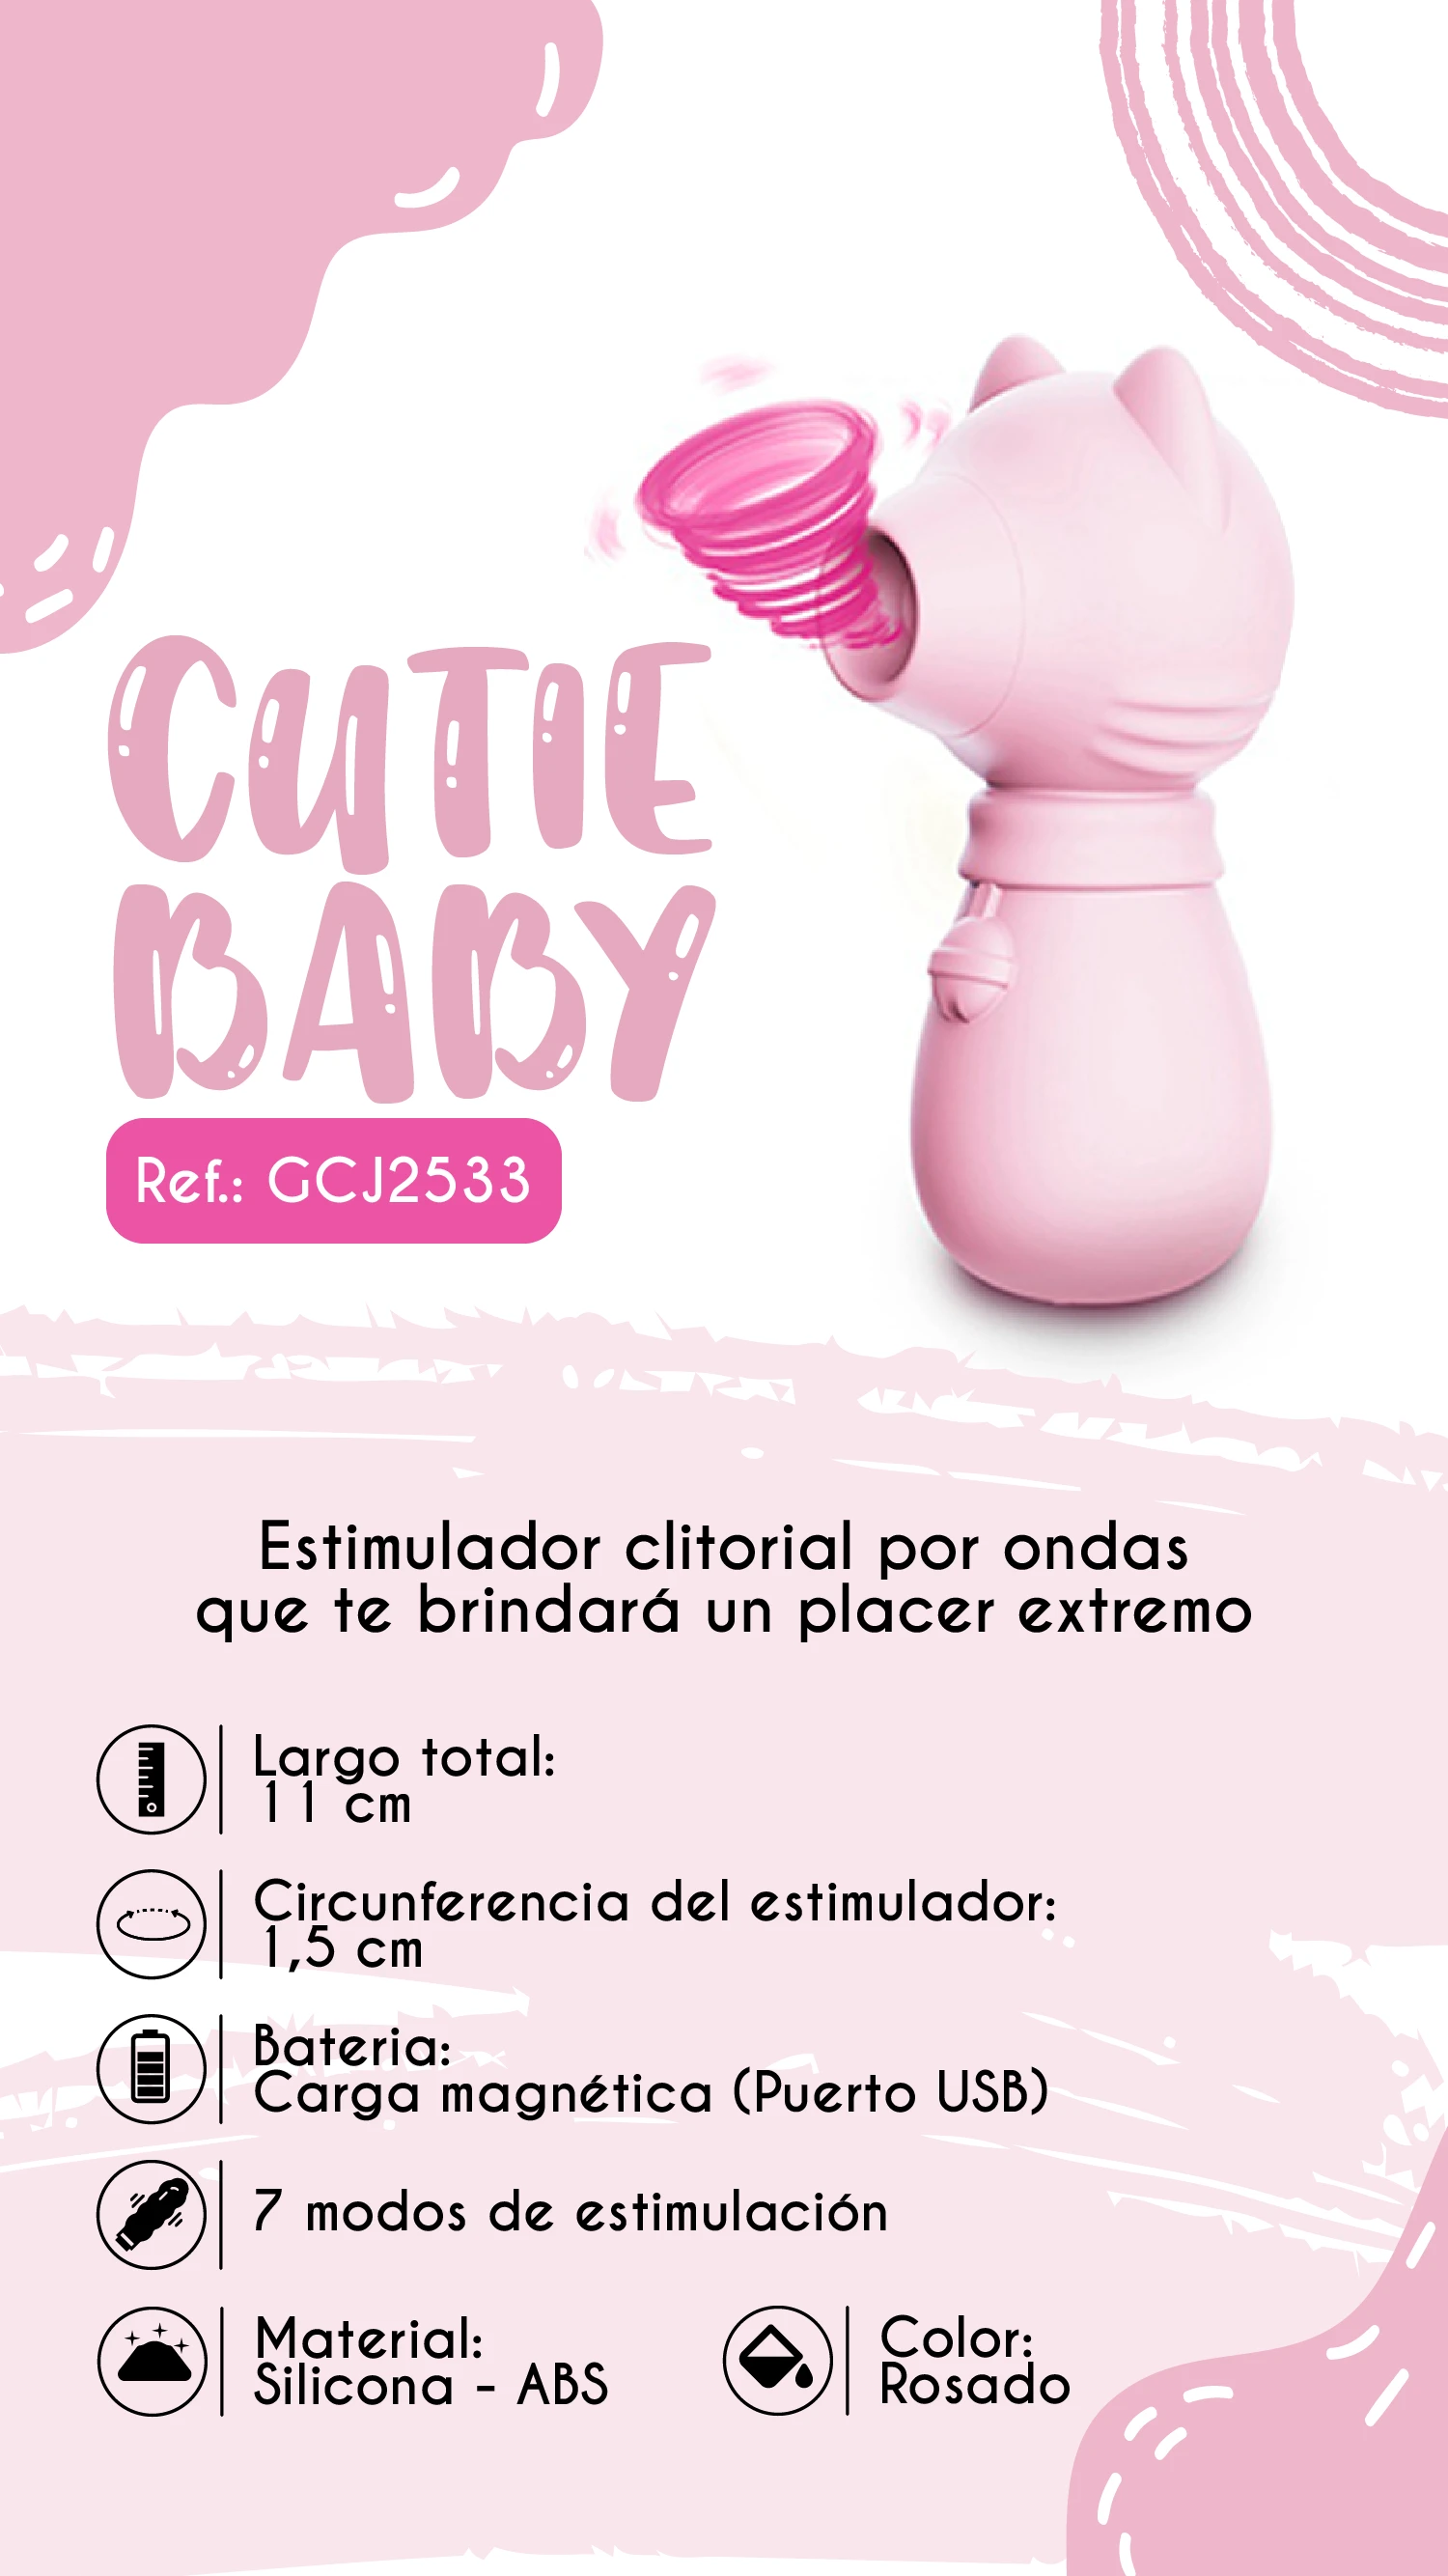 CUTIE
BABY
Ref.: GCJ2533
Estimulador clitorial por ondas
que te brindará un placer extremo
Largo total:
11 cm
Circunferencia del estimulador:
1,5 cm
Bateria:
Carga magnética (Puerto USB)
7 modos de estimulación
Material:
Silicona - ABS
Color:
Rosado